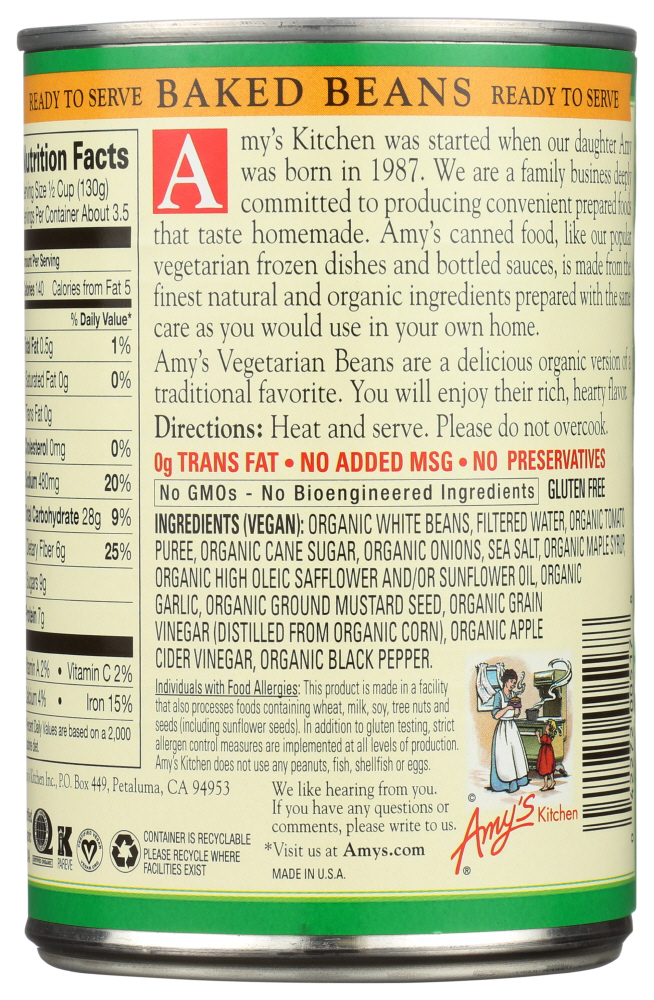 READY TO SERVE BAKED BEANS READY TO SERVE
Nutrition Facts
Serving Size ½ Cup (130g)
Servings Per Container About 3.5
Amount Per Serving
Calories 140 Calories from Fat 5
% Daily Value*
Total Fat 0.5g 1%
Saturated Fat 0g 0%
Trans Fat 0g
Cholesterol 0mg 0%
Sodium 480mg 20%
Total Carbohydrate 28g 9%
Dietary Fiber 6g 25%
Sugars 9g
Protein 7g
Vitamin A 2% • Vitamin C 2%
Calcium 4% • Iron 15%
Percent Daily Values are based on a 2,000
calorie diet.
Amy's Kitchen was started when our daughter Amy
was born in 1987. We are a family business deeply
committed to producing convenient prepared foods
that taste homemade. Amy's canned food, like our popular
vegetarian frozen dishes and bottled sauces, is made from the
finest natural and organic ingredients prepared with the same
care as you would use in your own home.
Amy's Vegetarian Beans are a delicious organic version of a
traditional favorite. You will enjoy their rich, hearty flavor.
Directions: Heat and serve. Please do not overcook.
0g TRANS FAT • NO ADDED MSG • NO PRESERVATIVES
No GMOs - No Bioengineered Ingredients GLUTEN FREE
INGREDIENTS (VEGAN): ORGANIC WHITE BEANS, FILTERED WATER, ORGANIC TOMATO
PUREE, ORGANIC CANE SUGAR, ORGANIC ONIONS, SEA SALT, ORGANIC MAPLE SYRUP,
ORGANIC HIGH OLEIC SAFFLOWER AND/OR SUNFLOWER OIL, ORGANIC
GARLIC, ORGANIC GROUND MUSTARD SEED, ORGANIC GRAIN
VINEGAR (DISTILLED FROM ORGANIC CORN), ORGANIC APPLE
CIDER VINEGAR, ORGANIC BLACK PEPPER.
Individuals with Food Allergies: This product is made in a facility
that also processes foods containing wheat, milk, soy, tree nuts and
seeds (including sunflower seeds). In addition to gluten testing, strict
allergen control measures are implemented at all levels of production.
Amy's Kitchen does not use any peanuts, fish, shellfish or eggs.
Kitchen Inc., P.O. Box 449, Petaluma, CA 94953
We like hearing from you.
If you have any questions or
comments, please write to us.
*Visit us at Amys.com
MADE IN U.S.A.
K
PAREVE
CONTAINER IS RECYCLABLE
PLEASE RECYCLE WHERE
FACILITIES EXIST
©
Amy's Kitchen
®